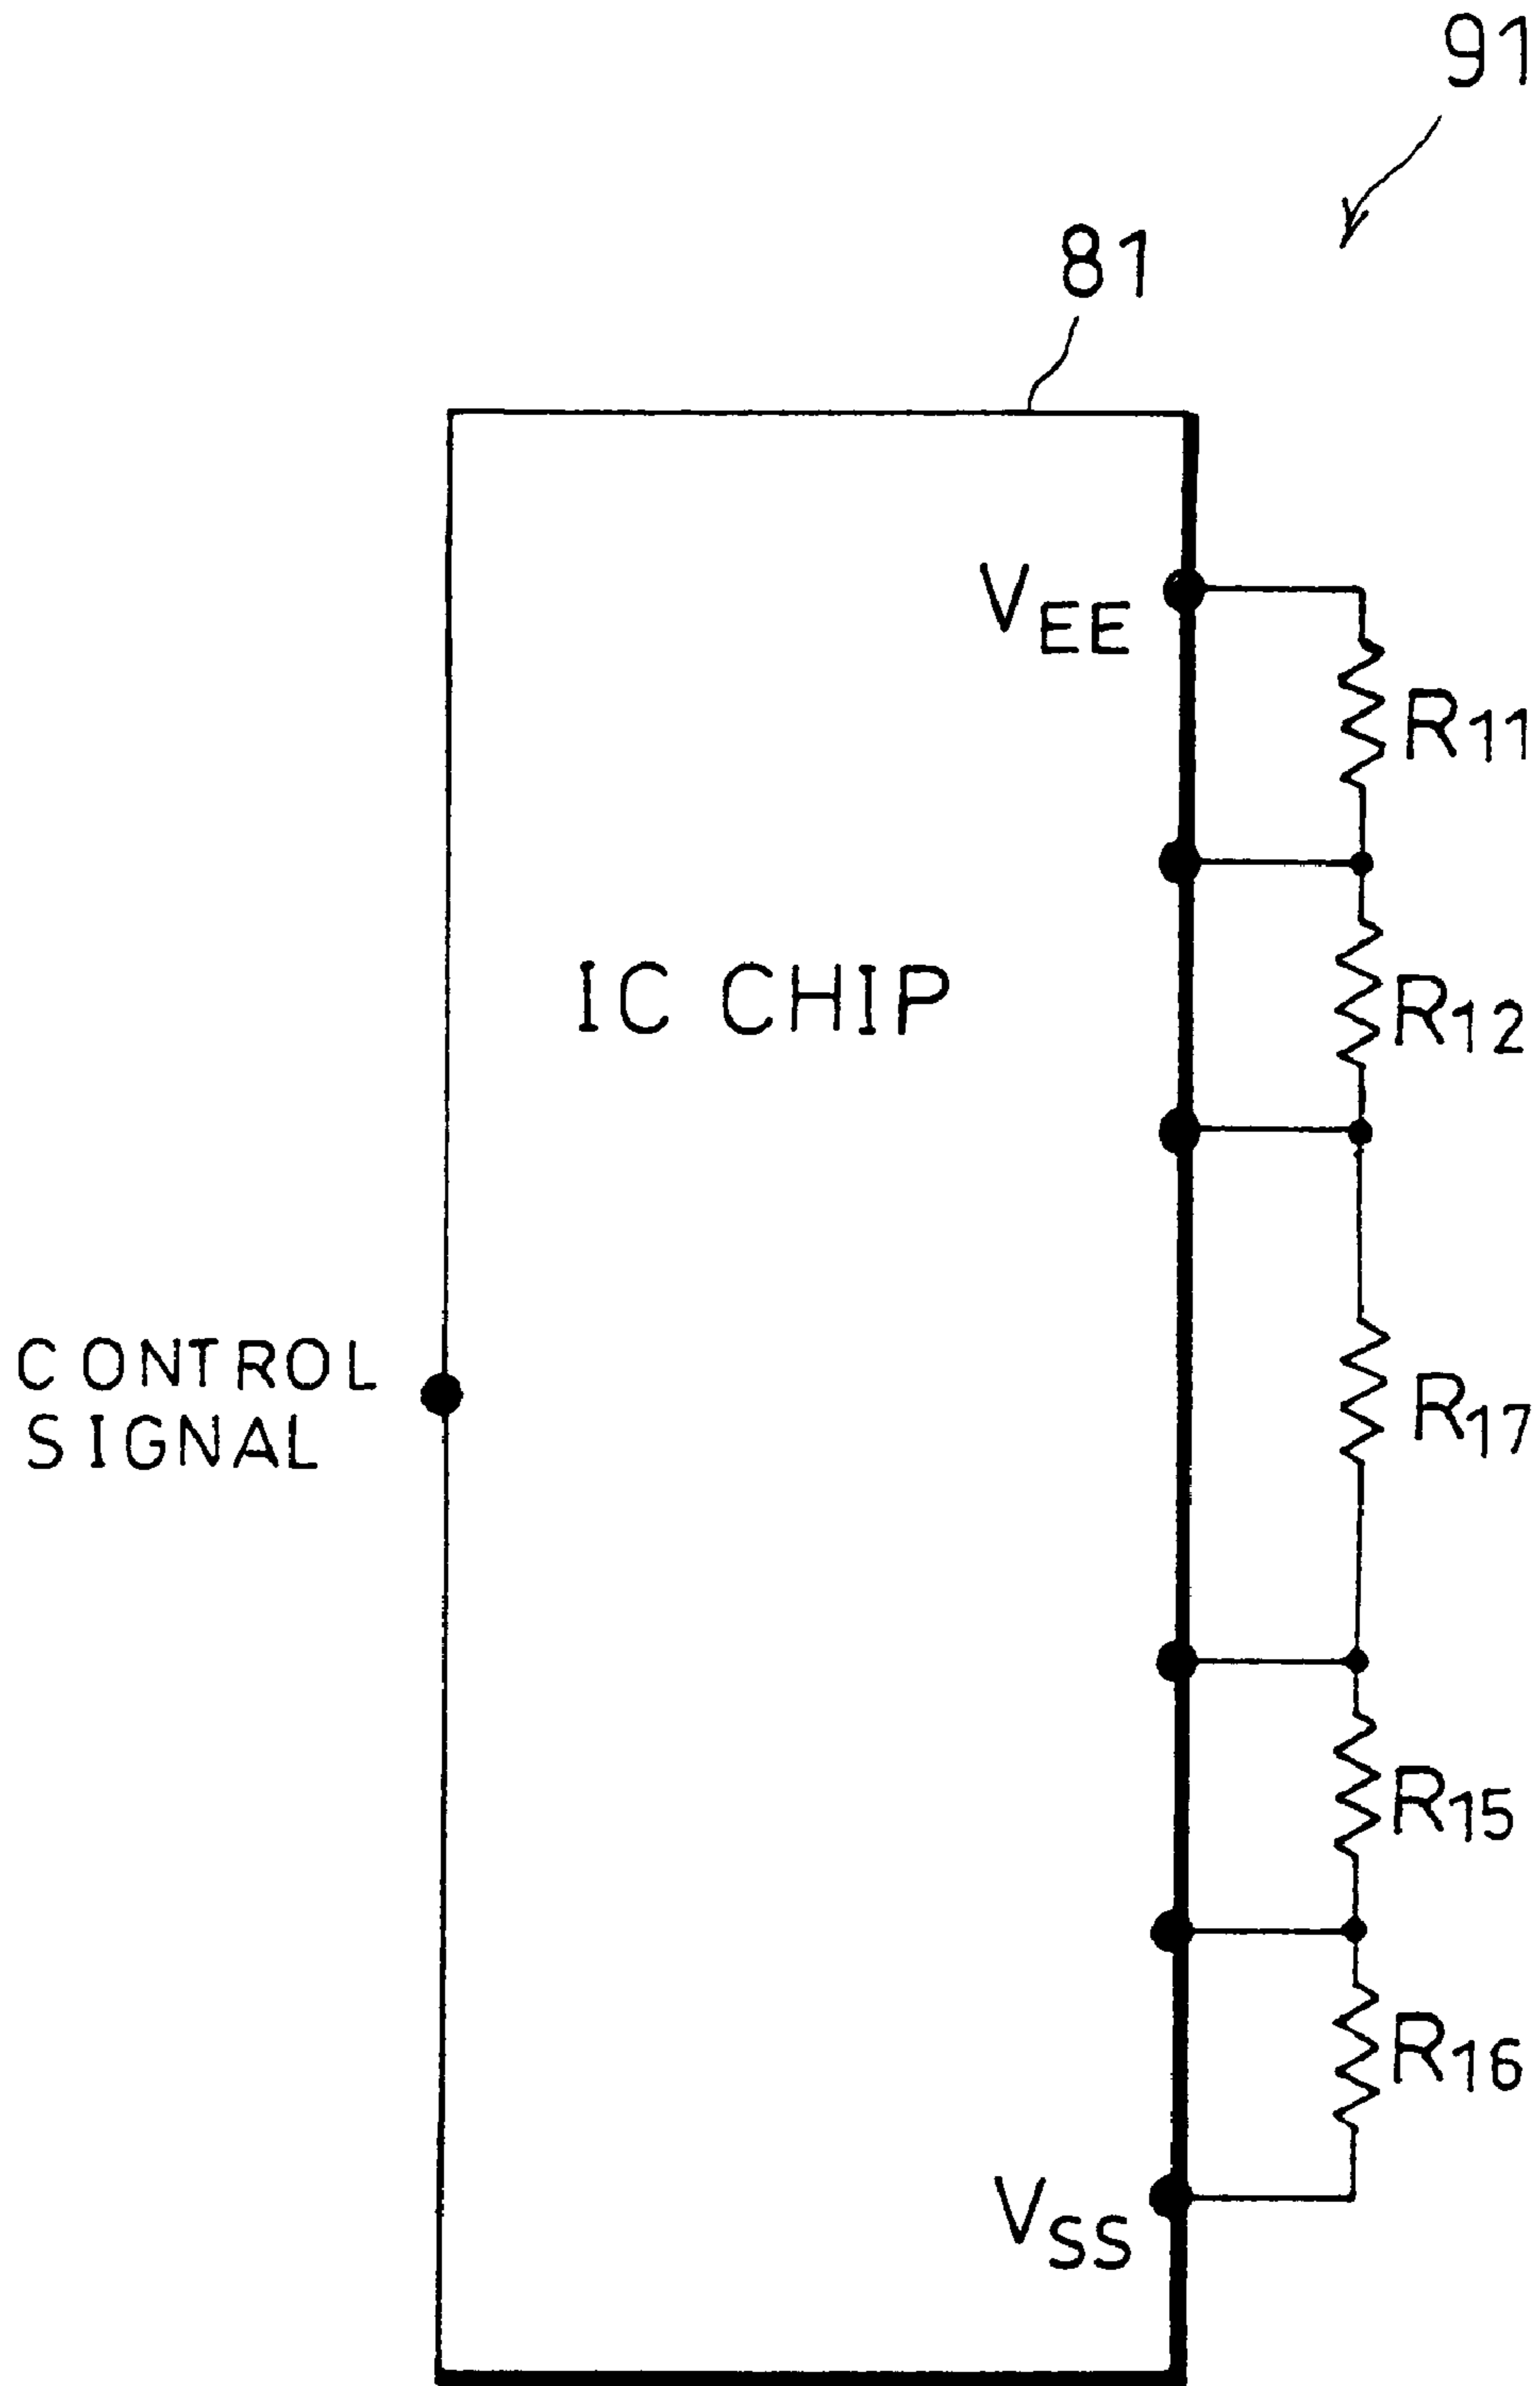 91
81
VEE
R11
IC CHIP
R12
CONTROL
SIGNAL
R17
R15
R16
VSS